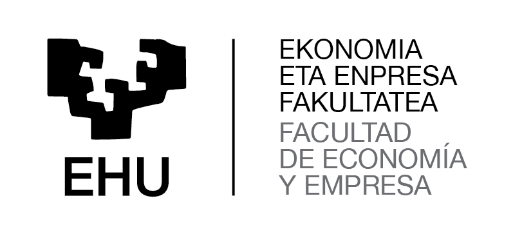 EHU
EKONOMIA
ETA ENPRESA
FAKULTATEA
FACULTAD
DE ECONOMÍA
Y EMPRESA